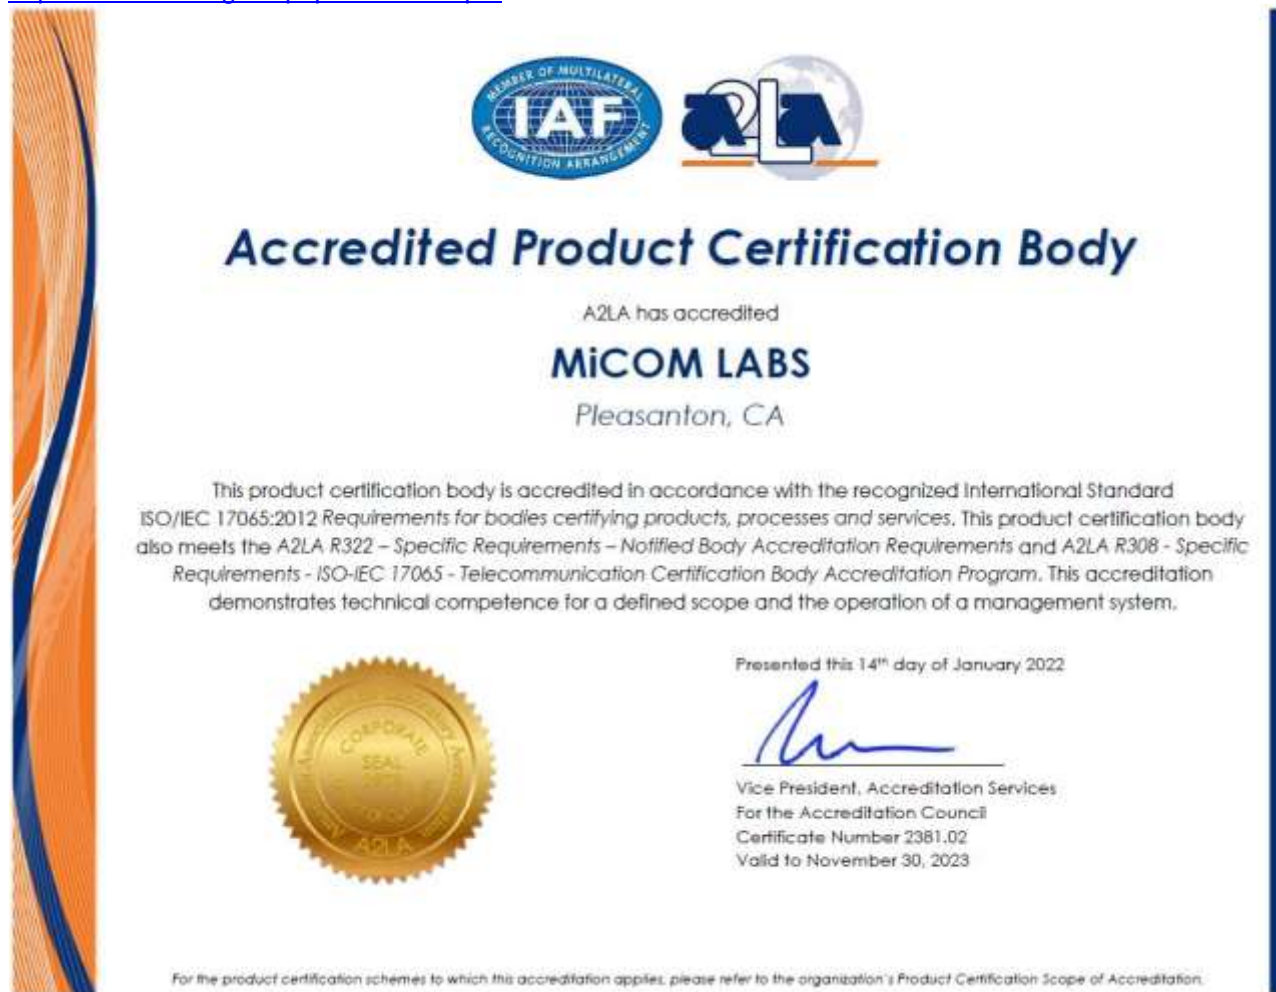 MEMBER OF MULTILATERAL
IAF
RECOGNITION ARRANGEMENT
a2La
Accredited Product Certification Body
A2LA has accredited
MiCOM LABS
Pleasanton, CA
This product certification body is accredited in accordance with the recognized International Standard
ISO/IEC 17065:2012 Requirements for bodies certifying products, processes and services. This product certification body
also meets the A2LA R322 – Specific Requirements – Notified Body Accreditation Requirements and A2LA R308 - Specific
Requirements - ISO-IEC 17065 - Telecommunication Certification Body Accreditation Program. This accreditation
demonstrates technical competence for a defined scope and the operation of a management system.
CORPORATE
SEAL
A2LA
Presented this 14th day of January 2022
Vice President, Accreditation Services
For the Accreditation Council
Certificate Number 2381.02
Valid to November 30, 2023
For the product certification schemes to which this accreditation applies, please refer to the organization's Product Certification Scope of Accreditation.